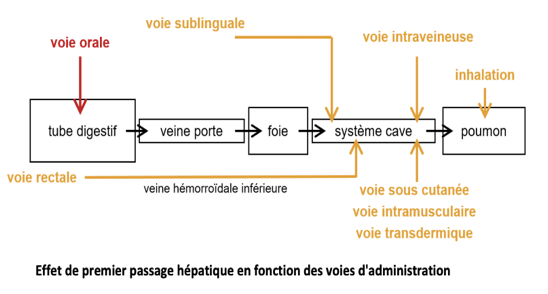 voie sublinguale
voie orale
voie intraveineuse
inhalation
tube digestif
veine porte
foie
système cave
poumon
voie rectale
veine hémorroïdale inférieure
voie sous cutanée
voie intramusculaire
voie transdermique
Effet de premier passage hépatique en fonction des voies d'administration